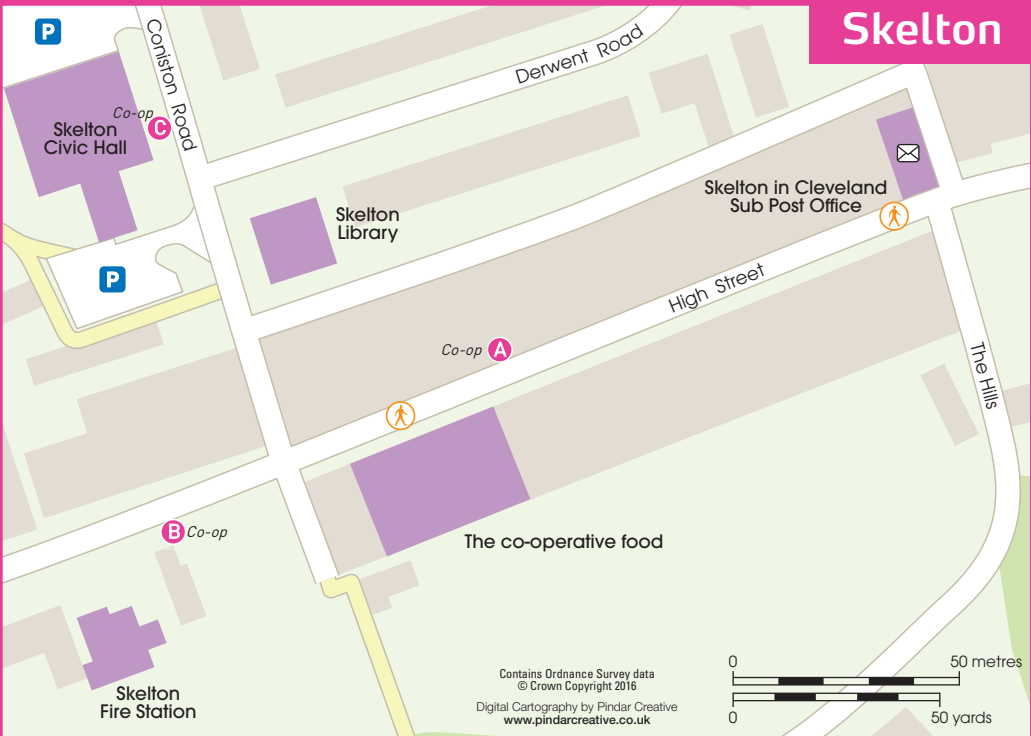 Skelton
P
Coniston Road
Derwent Road
Co-op
C
Skelton
Civic Hall
Skelton in Cleveland
Sub Post Office
Skelton
Library
P
High Street
Co-op A
The Hills
B Co-op
The co-operative food
Skelton
Fire Station
Contains Ordnance Survey data
© Crown Copyright 2016
Digital Cartography by Pindar Creative
www.pindarcreative.co.uk
0 50 metres
0 50 yards